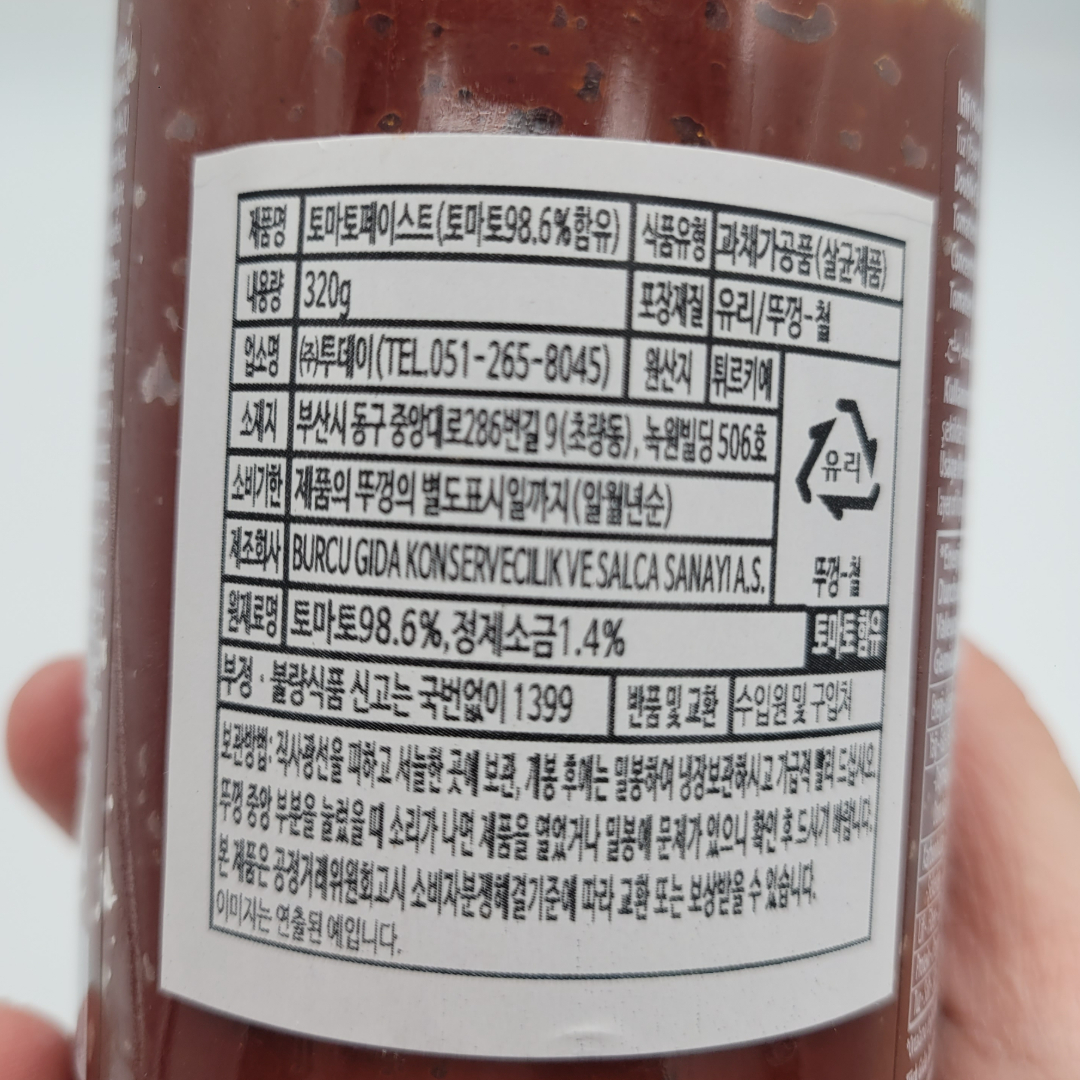 제품명 토마토페이스트(토마토98.6%함유) 식품유형 과채가공품(살균제품)
내용량 320g 포장재질 유리/뚜껑-철
업소명 (주)투데이(TEL.051-265-8045) 원산지 튀르키예
소재지 부산시 동구 중앙대로286번길 9(초량동), 녹원빌딩 506호
유리
소비기한 제품의 뚜껑의 별도표시일까지(일월년순)
제조회사 BURCU GIDA KONSERVECILIK VE SALCA SANAYI A.S.
뚜껑-철
원재료명 토마토98.6%,정제소금1.4% 토마토함유
부정·불량식품 신고는 국번없이 1399 반품 및 교환 수입원 및 구입처
보관방법: 직사광선을 피하고 서늘한 곳에 보관, 개봉 후에는 밀봉하여 냉장보관하시고 가급적 빨리 드십시오.
뚜껑 중앙 부분을 눌렀을 때 소리가 나면 제품을 열었거나 밀봉에 문제가 있으니 확인 후 드시기 바랍니다.
본 제품은 공정거래위원회고시 소비자분쟁해결기준에 따라 교환 또는 보상받을 수 있습니다.
이미지는 연출된 예입니다.